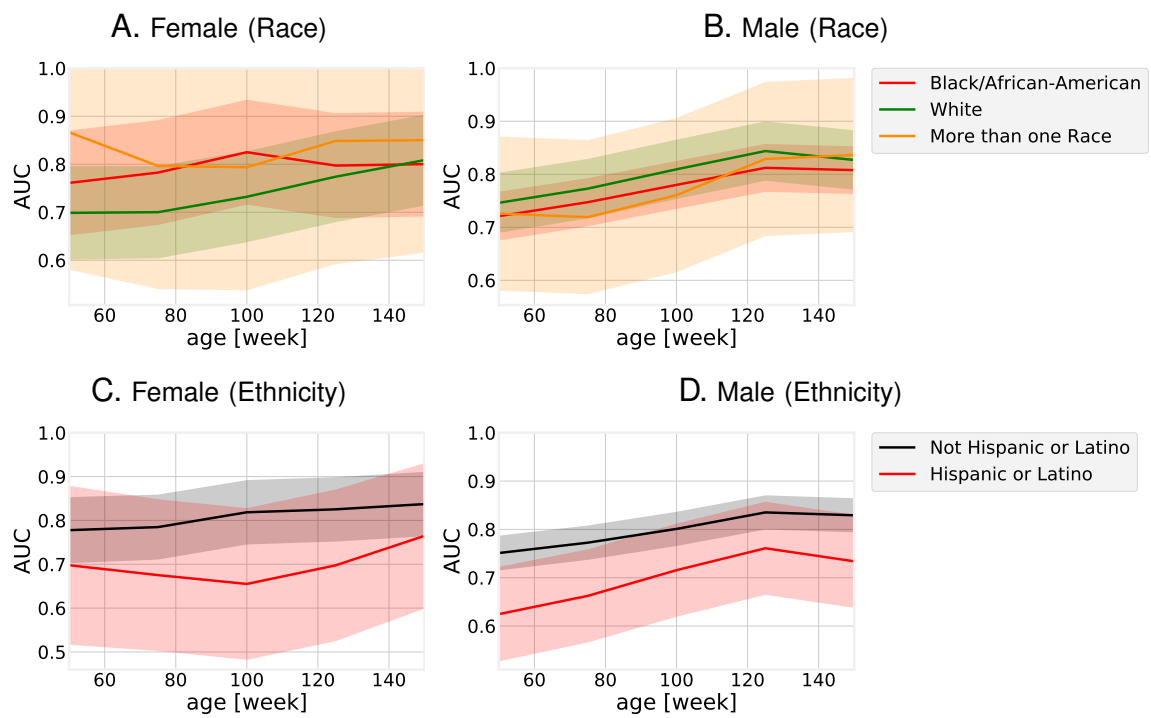 A. Female (Race)
B. Male (Race)
1.0
0.9
0.8
0.7
0.6
AUC
60 80 100 120 140
age [week]
1.0
0.9
0.8
0.7
0.6
AUC
60 80 100 120 140
age [week]
Black/African-American
White
More than one Race
C. Female (Ethnicity)
D. Male (Ethnicity)
1.0
0.9
0.8
0.7
0.6
0.5
AUC
60 80 100 120 140
age [week]
1.0
0.9
0.8
0.7
0.6
AUC
60 80 100 120 140
age [week]
Not Hispanic or Latino
Hispanic or Latino